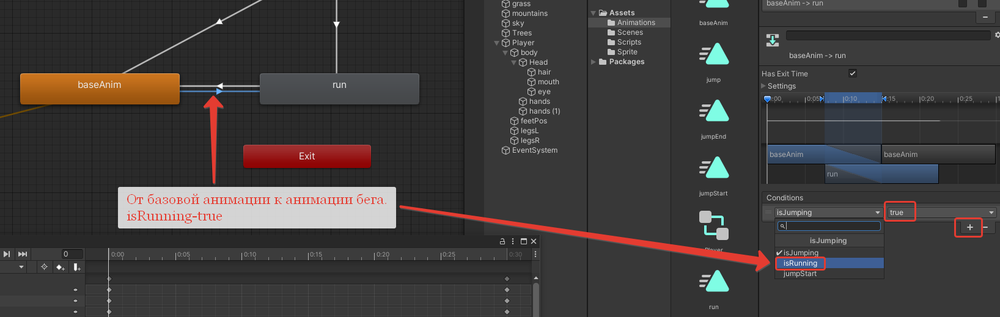 baseAnim
run
Exit
От базовой анимации к анимации бега.
isRunning-true
0
0:00
0:05
0:10
0:15
0:20
0:25
0:30
grass
mountains
sky
Trees
Player
body
Head
hair
mouth
eye
hands
hands (1)
feetPos
legsL
legsR
EventSystem
Assets
Animations
Scenes
Scripts
Sprite
Packages
baseAnim
jump
jumpEnd
jumpStart
Player
run
baseAnim -> run
baseAnim -> run
Has Exit Time
Settings
0:00
0:05
0:10
0:15
0:20
0:25
baseAnim
baseAnim
run
Conditions
isJumping
true
isJumping
isJumping
isRunning
jumpStart